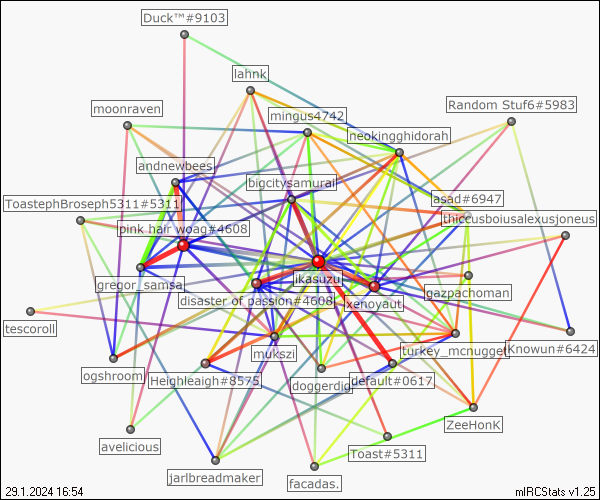 Duck™#9103
lahnk
moonraven
mingus4742
Random Stuf6#5983
neokingghidorah
andnewbees
bigcitysamurai
asad#6947
ToastephBroseph5311#5311
thiccusboiusalexusjoneus
pink hair woag#4608
ikasuzu
gregor_samsa
disaster of passion#4608
xenoyaut
gazpachoman
tescoroll
mukszi
turkey_mcnugget
Knowun#6424
ogshroom
Heighleaigh#8575
doggerdig
default#0617
ZeeHonK
avelicious
Toast#5311
jarlbreadmaker
facadas.
29.1.2024 16:54
mIRCStats v1.25